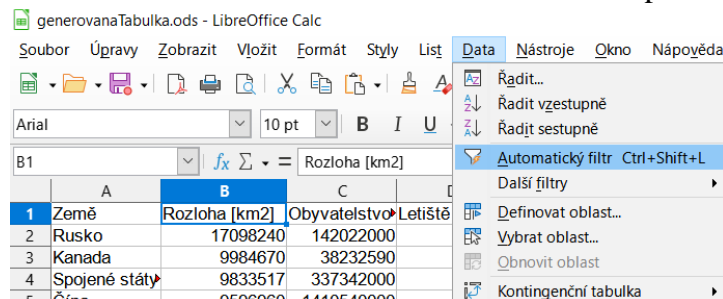 generovanaTabulka.ods - LibreOffice Calc
Soubor Úpravy Zobrazit Vložit Formát Styly List Data Nástroje Okno Nápověda
Řadit...
Arial 10 pt B I U
Řadit vzestupně
Řadit sestupně
B1 fx Σ = Rozloha [km2]
Automatický filtr Ctrl+Shift+L
Další filtry
A B C
1 Země Rozloha [km2] Obyvatelstvo Letiště
Definovat oblast...
2 Rusko 17098240 142022000
Vybrat oblast...
3 Kanada 9984670 38232590
Obnovit oblast
4 Spojené státy 9833517 337342000
Kontingenční tabulka